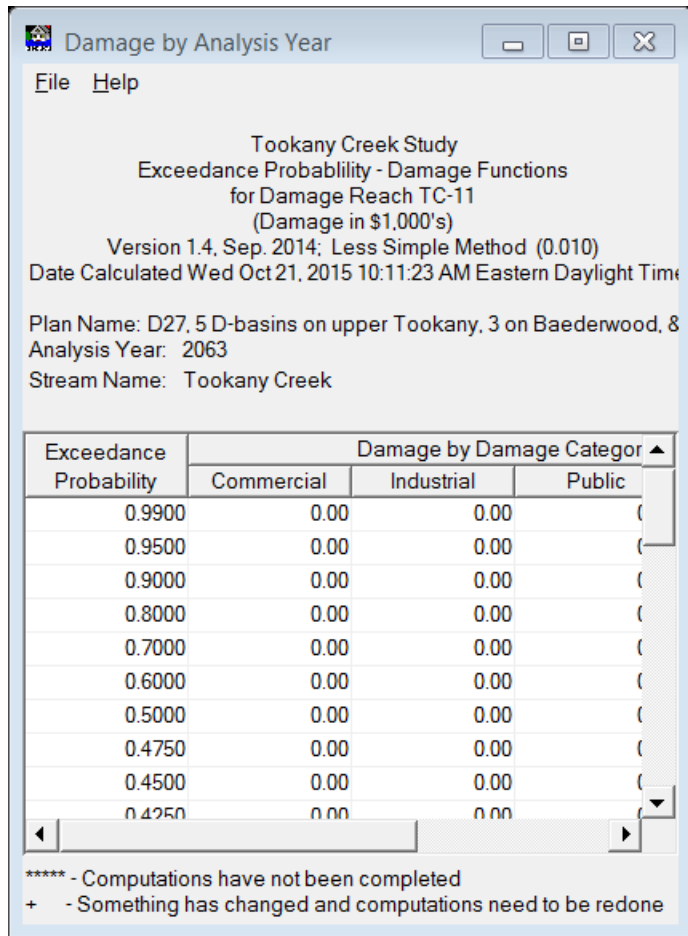 Damage by Analysis Year
File Help
Tookany Creek Study
Exceedance Probablility - Damage Functions
for Damage Reach TC-11
(Damage in $1,000's)
Version 1.4, Sep. 2014; Less Simple Method (0.010)
Date Calculated Wed Oct 21, 2015 10:11:23 AM Eastern Daylight Time
Plan Name: D27, 5 D-basins on upper Tookany, 3 on Baederwood, &
Analysis Year: 2063
Stream Name: Tookany Creek
Exceedance Probability Damage by Damage Categor
Commercial Industrial Public
0.9900 0.00 0.00
0.9500 0.00 0.00
0.9000 0.00 0.00
0.8000 0.00 0.00
0.7000 0.00 0.00
0.6000 0.00 0.00
0.5000 0.00 0.00
0.4750 0.00 0.00
0.4500 0.00 0.00
0.4250 0.00 0.00
***** - Computations have not been completed
+ - Something has changed and computations need to be redone